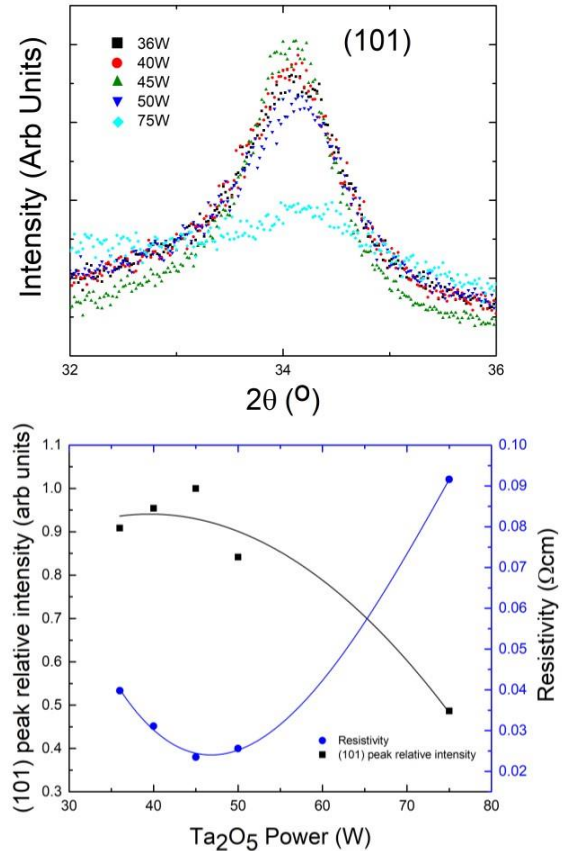 (101)
36W
40W
45W
50W
75W
Intensity (Arb Units)
32
34
36
2θ (O)
1.1
1.0
0.9
0.8
0.7
0.6
0.5
0.4
0.3
(101) peak relative intensity (arb units)
0.10
0.09
0.08
0.07
0.06
0.05
0.04
0.03
0.02
Resistivity (Ωcm)
Resistivity
(101) peak relative intensity
30
40
50
60
70
80
Ta2O5 Power (W)